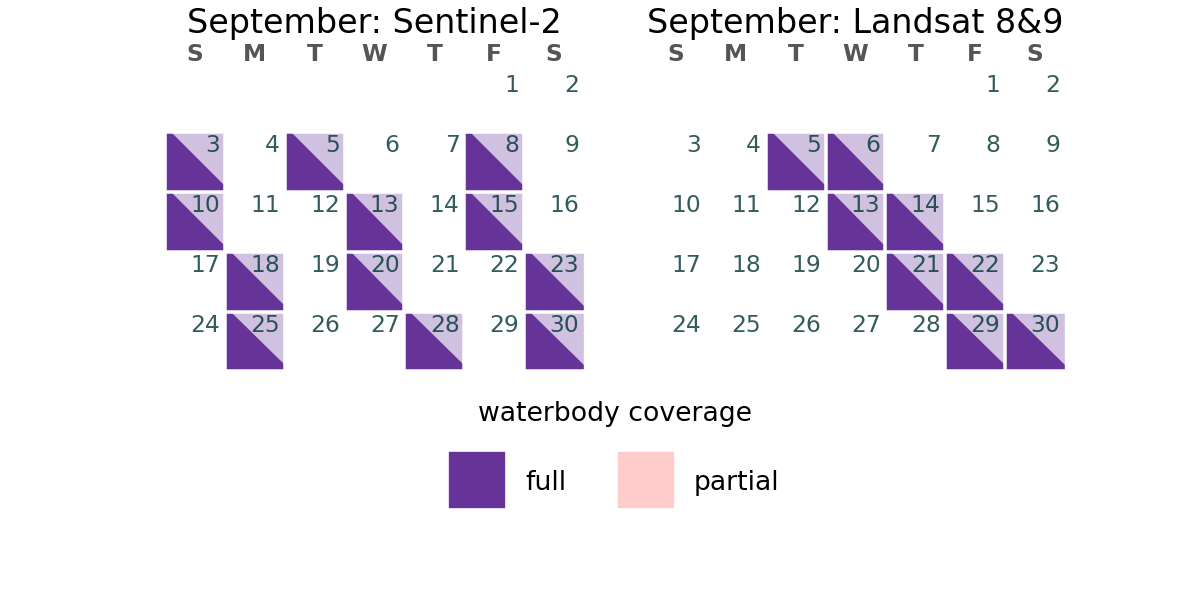 September: Sentinel-2
S M T W T F S
1 2
3 4 5 6 7 8 9
10 11 12 13 14 15 16
17 18 19 20 21 22 23
24 25 26 27 28 29 30
September: Landsat 8&9
S M T W T F S
1 2
3 4 5 6 7 8 9
10 11 12 13 14 15 16
17 18 19 20 21 22 23
24 25 26 27 28 29 30
waterbody coverage
full partial